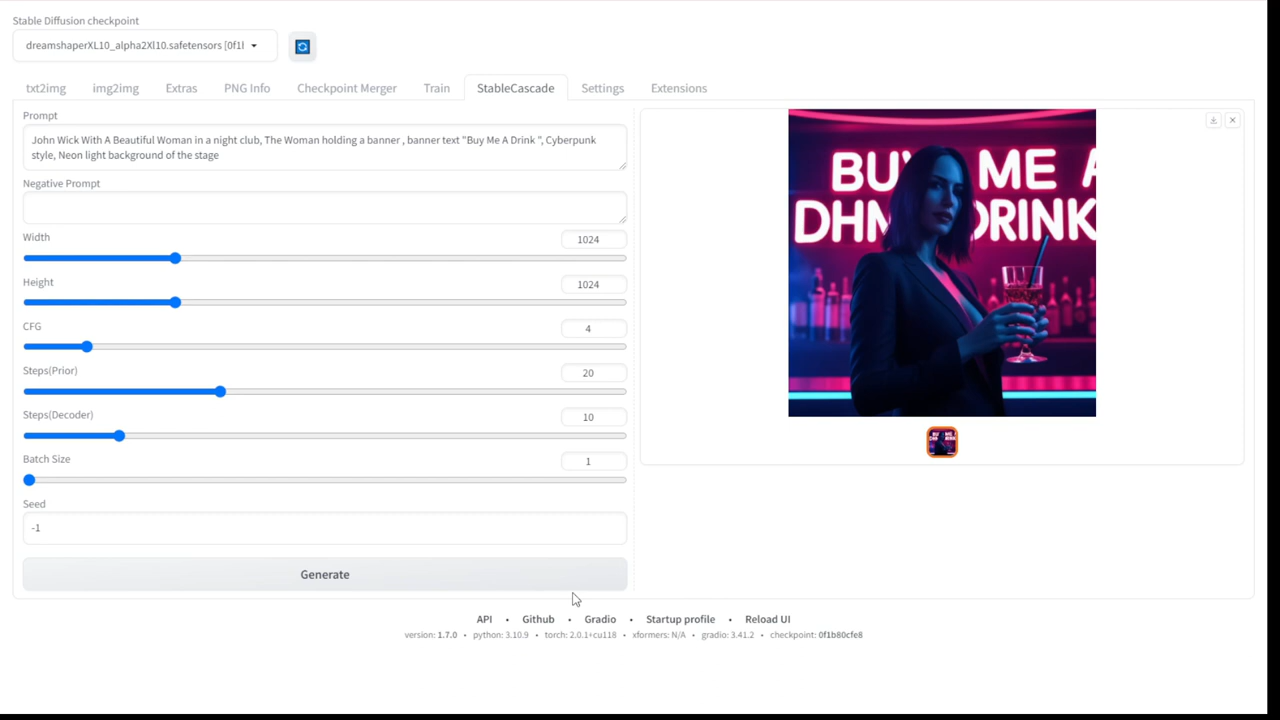 Stable Diffusion checkpoint
dreamshaperXL10_alpha2Xl10.safetensors [0f1l
txt2img img2img Extras PNG Info Checkpoint Merger Train StableCascade Settings Extensions
Prompt
John Wick With A Beautiful Woman in a night club, The Woman holding a banner , banner text "Buy Me A Drink ", Cyberpunk
style, Neon light background of the stage
Negative Prompt
Width
1024
Height
1024
CFG
4
Steps(Prior)
20
Steps(Decoder)
10
Batch Size
1
Seed
-1
Generate
BUY ME A
DHM DRINK
API • Github • Gradio • Startup profile • Reload UI
version: 1.7.0 • python: 3.10.9 • torch: 2.0.1+cu118 • xformers: N/A • gradio: 3.41.2 • checkpoint: 0f1b80cfe8